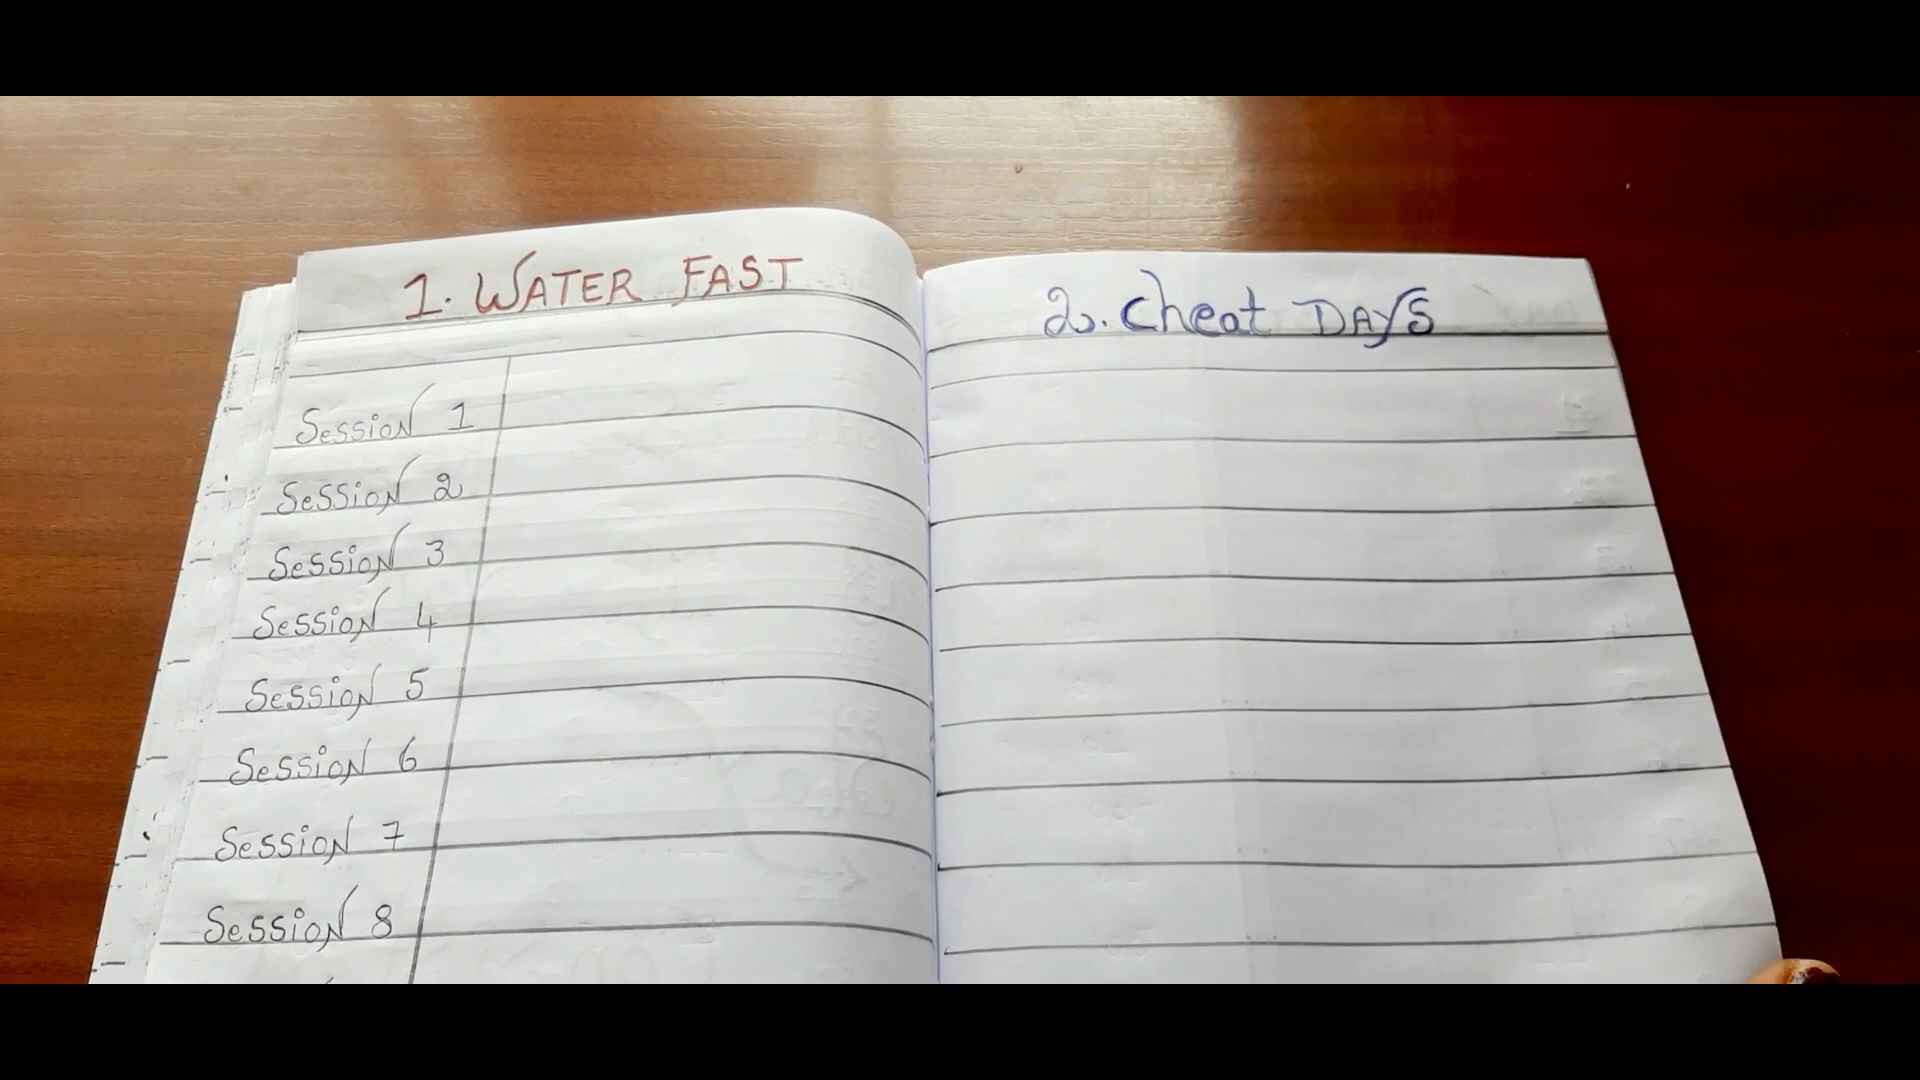 1. WATER FAST
Session 1
Session 2
Session 3
Session 4
Session 5
Session 6
Session 7
Session 8
2. Cheat DAYS